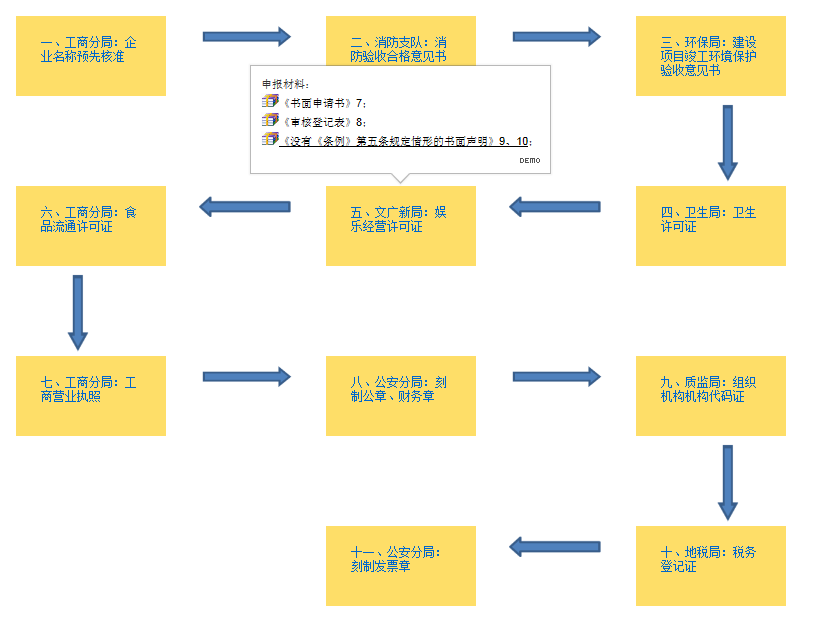 一、工商分局：企
业名称预先核准
二、消防支队：消
防验收合格意见书
三、环保局：建设
项目竣工环境保护
验收意见书
申报材料：
《书面申请书》7；
《审核登记表》8；
《没有《条例》第五条规定情形的书面声明》9、10；
DEMO
四、卫生局：卫生
许可证
五、文广新局：娱
乐经营许可证
六、工商分局：食
品流通许可证
七、工商分局：工
商营业执照
八、公安分局：刻
制公章、财务章
九、质监局：组织
机构机构代码证
十、地税局：税务
登记证
十一、公安分局：
刻制发票章